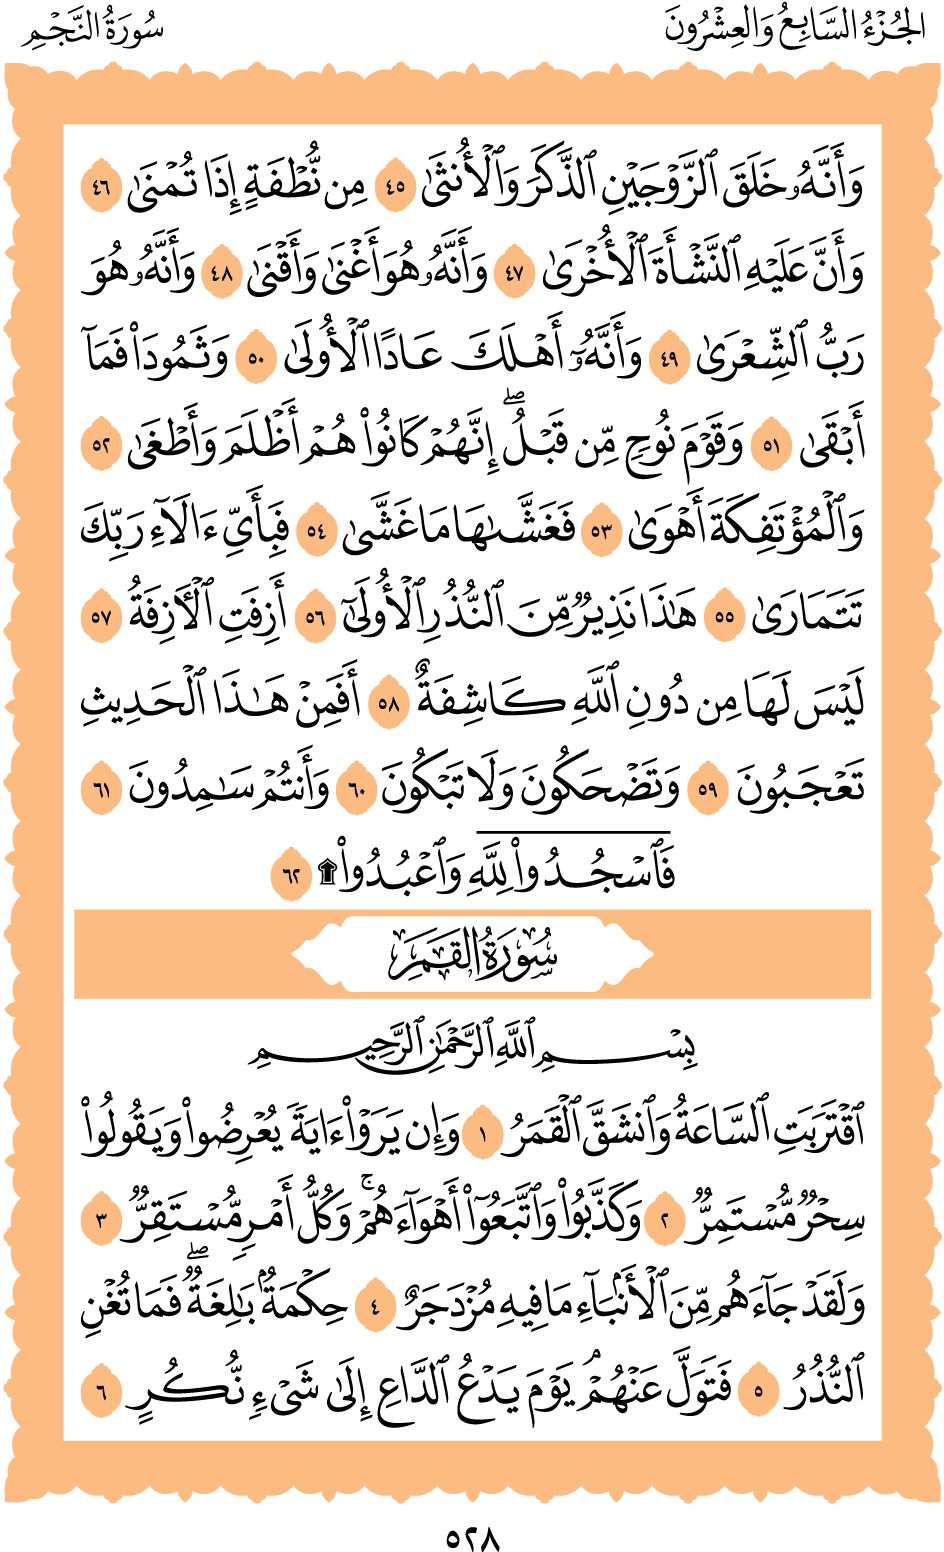 الجُزْءُ السَّابِعُ وَالعِشْرُونَ
سُورَةُ النَّجْمِ
وَأَنَّهُۥ خَلَقَ ٱلزَّوْجَيْنِ ٱلذَّكَرَ وَٱلْأُنثَىٰ ٤٥ مِن نُّطْفَةٍ إِذَا تُمْنَىٰ ٤٦
وَأَنَّ عَلَيْهِ ٱلنَّشْأَةَ ٱلْأُخْرَىٰ ٤٧ وَأَنَّهُۥ هُوَ أَغْنَىٰ وَأَقْنَىٰ ٤٨ وَأَنَّهُۥ هُوَ
رَبُّ ٱلشِّعْرَىٰ ٤٩ وَأَنَّهُۥٓ أَهْلَكَ عَادًا ٱلْأُولَىٰ ٥٠ وَثَمُودَا۟ فَمَآ
أَبْقَىٰ ٥١ وَقَوْمَ نُوحٍ مِّن قَبْلُ ۖ إِنَّهُمْ كَانُوا۟ هُمْ أَظْلَمَ وَأَطْغَىٰ ٥٢
وَٱلْمُؤْتَفِكَةَ أَهْوَىٰ ٥٣ فَغَشَّىٰهَا مَا غَشَّىٰ ٥٤ فَبِأَىِّ ءَالَآءِ رَبِّكَ
تَتَمَارَىٰ ٥٥ هَـٰذَا نَذِيرٌ مِّنَ ٱلنُّذُرِ ٱلْأُولَىٰٓ ٥٦ أَزِفَتِ ٱلْـَٔازِفَةُ ٥٧
لَيْسَ لَهَا مِن دُونِ ٱللَّهِ كَاشِفَةٌ ٥٨ أَفَمِنْ هَـٰذَا ٱلْحَدِيثِ
تَعْجَبُونَ ٥٩ وَتَضْحَكُونَ وَلَا تَبْكُونَ ٦٠ وَأَنتُمْ سَـٰمِدُونَ ٦١
فَٱسْجُدُوا۟ لِلَّهِ وَٱعْبُدُوا۟ ۩ ٦٢
سُورَةُ القَمَرِ
بِسْمِ ٱللَّهِ ٱلرَّحْمَـٰنِ ٱلرَّحِيمِ
ٱقْتَرَبَتِ ٱلسَّاعَةُ وَٱنشَقَّ ٱلْقَمَرُ ١ وَإِن يَرَوْا۟ ءَايَةً يُعْرِضُوا۟ وَيَقُولُوا۟
سِحْرٌ مُّسْتَمِرٌّ ٢ وَكَذَّبُوا۟ وَٱتَّبَعُوٓا۟ أَهْوَآءَهُمْ ۚ وَكُلُّ أَمْرٍ مُّسْتَقِرٌّ ٣
وَلَقَدْ جَآءَهُم مِّنَ ٱلْأَنۢبَآءِ مَا فِيهِ مُزْدَجَرٌ ٤ حِكْمَةٌۢ بَـٰلِغَةٌ ۖ فَمَا تُغْنِ
ٱلنُّذُرُ ٥ فَتَوَلَّ عَنْهُمْ ۘ يَوْمَ يَدْعُ ٱلدَّاعِ إِلَىٰ شَىْءٍ نُّكُرٍ ٦
٥٢٨